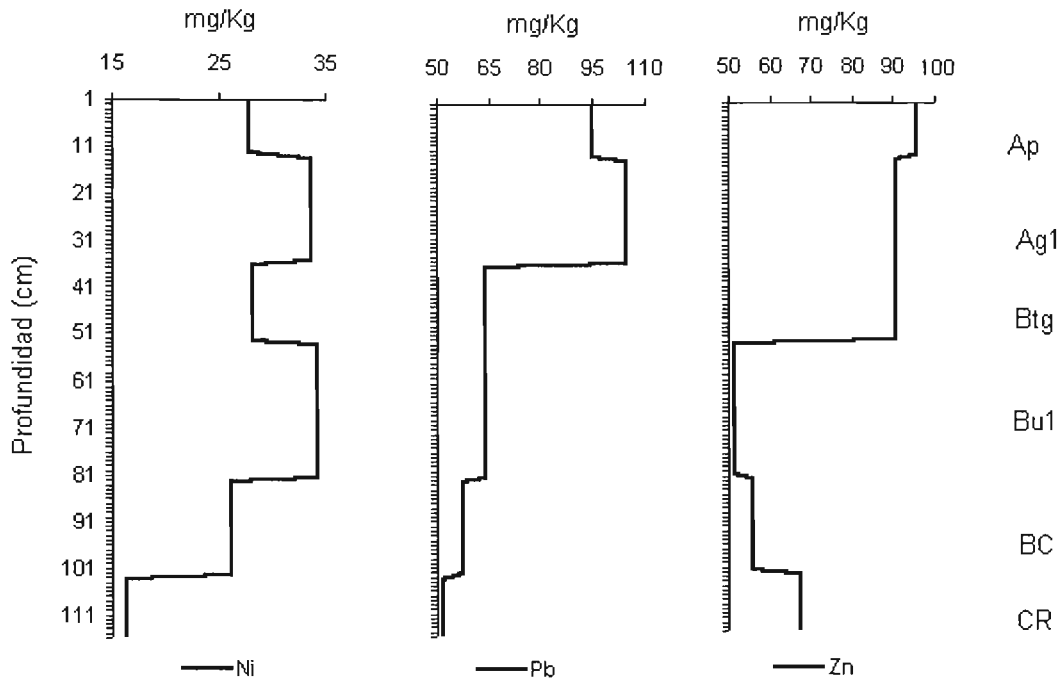 mg/Kg mg/Kg mg/Kg
15 25 35 50 65 80 95 110 50 60 70 80 90 100
Profundidad (cm)
1
11
21
31
41
51
61
71
81
91
101
111
Ap
Ag1
Btg
Bu1
BC
CR
Ni Pb Zn